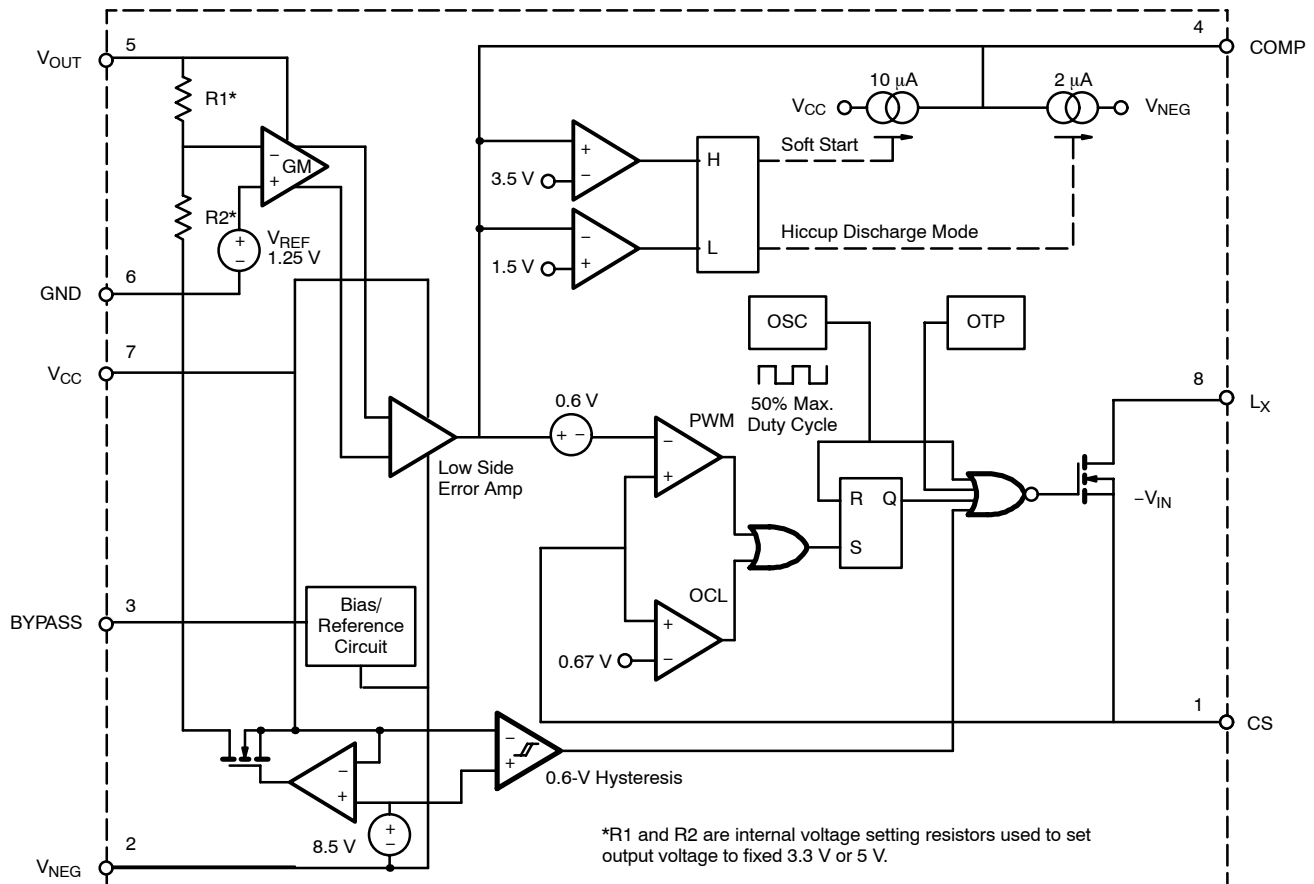 5
V_OUT
4
COMP
R1*
10 μA
2 μA
V_CC
V_NEG
Soft Start
−
GM
+
+
−
3.5 V
H
R2*
+
−
V_REF
1.25 V
−
+
1.5 V
L
Hiccup Discharge Mode
6
GND
OSC
OTP
7
V_CC
8
L_X
50% Max.
Duty Cycle
0.6 V
+ −
PWM
−
+
Low Side
Error Amp
R Q
S
−V_IN
3
BYPASS
Bias/
Reference
Circuit
OCL
+
−
0.67 V
1
CS
−
+
0.6-V Hysteresis
−
+
8.5 V
+
−
2
V_NEG
*R1 and R2 are internal voltage setting resistors used to set
output voltage to fixed 3.3 V or 5 V.